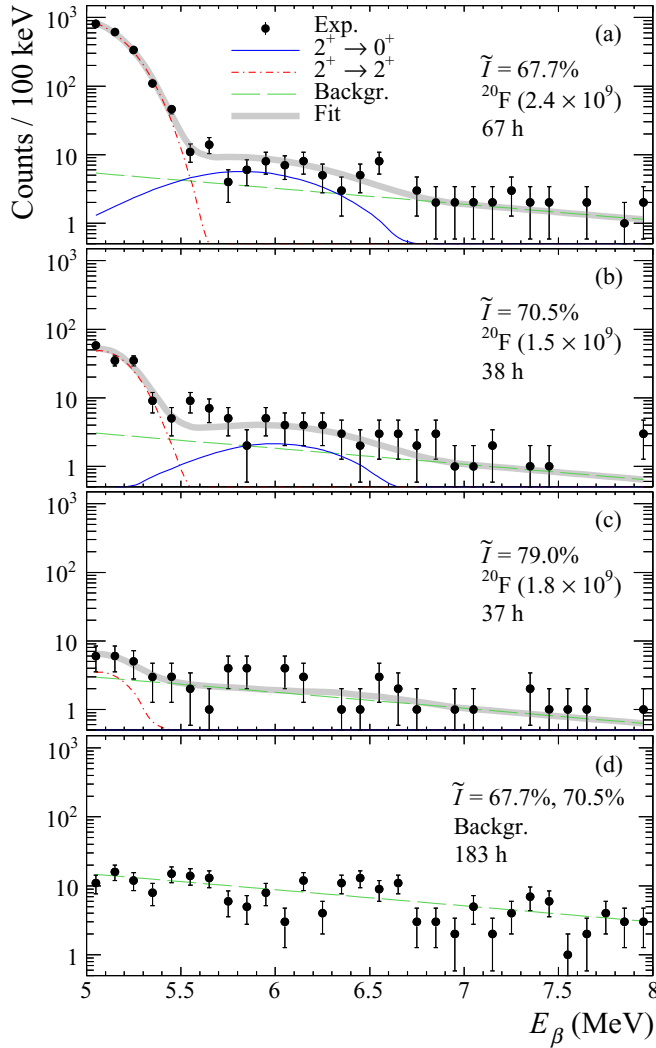 Counts / 100 keV
Exp.
2⁺ → 0⁺
2⁺ → 2⁺
Backgr.
Fit
(a)
Ĩ = 67.7%
²⁰F (2.4 × 10⁹)
67 h
10³
10²
10
1
(b)
Ĩ = 70.5%
²⁰F (1.5 × 10⁹)
38 h
10³
10²
10
1
(c)
Ĩ = 79.0%
²⁰F (1.8 × 10⁹)
37 h
10³
10²
10
1
(d)
Ĩ = 67.7%, 70.5%
Backgr.
183 h
10³
10²
10
1
5 5.5 6 6.5 7 7.5 8
E_β (MeV)